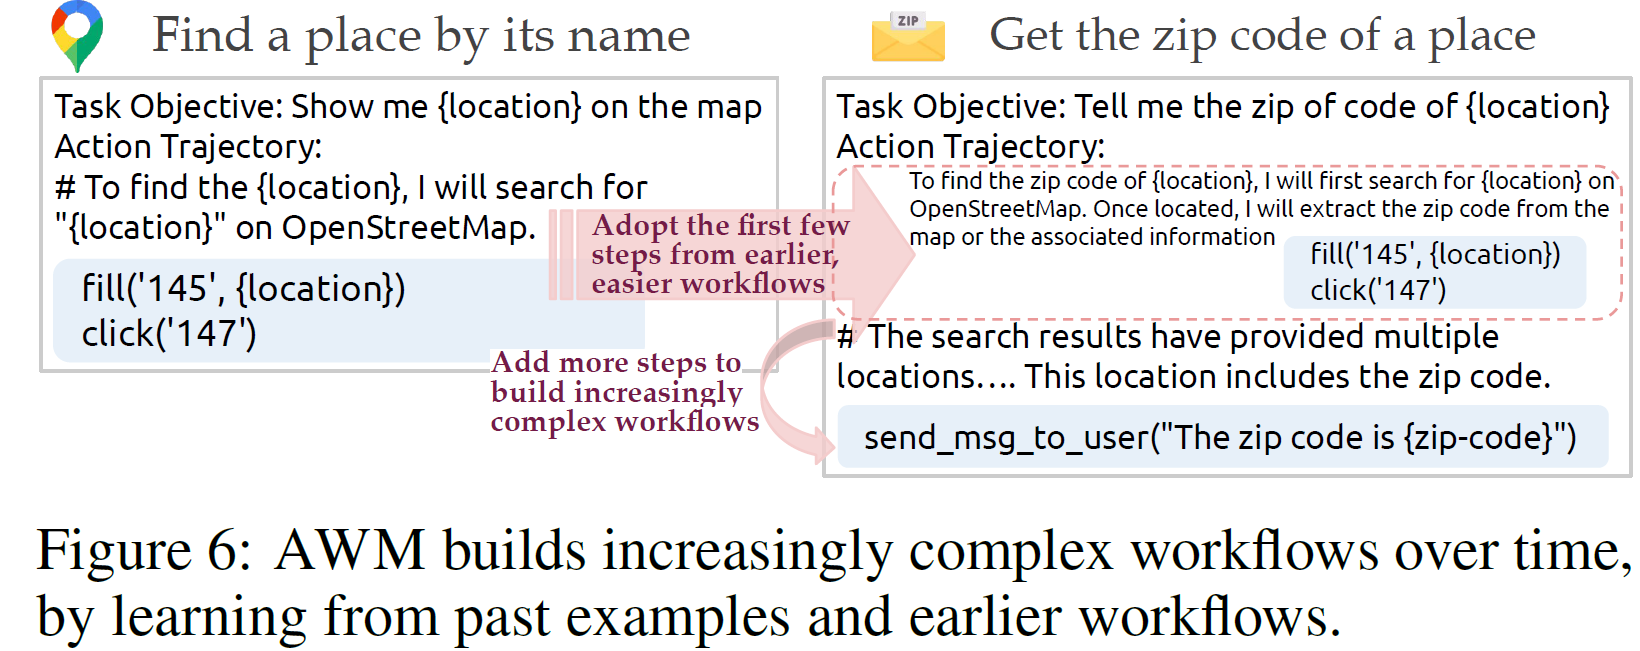 Find a place by its name
Task Objective: Show me {location} on the map
Action Trajectory:
# To find the {location}, I will search for
"{location}" on OpenStreetMap.
fill('145', {location})
click('147')
Adopt the first few
steps from earlier,
easier workflows
Add more steps to
build increasingly
complex workflows
ZIP
Get the zip code of a place
Task Objective: Tell me the zip of code of {location}
Action Trajectory:
To find the zip code of {location}, I will first search for {location} on
OpenStreetMap. Once located, I will extract the zip code from the
map or the associated information
fill('145', {location})
click('147')
# The search results have provided multiple
locations…. This location includes the zip code.
send_msg_to_user("The zip code is {zip-code}")
Figure 6: AWM builds increasingly complex workflows over time,
by learning from past examples and earlier workflows.